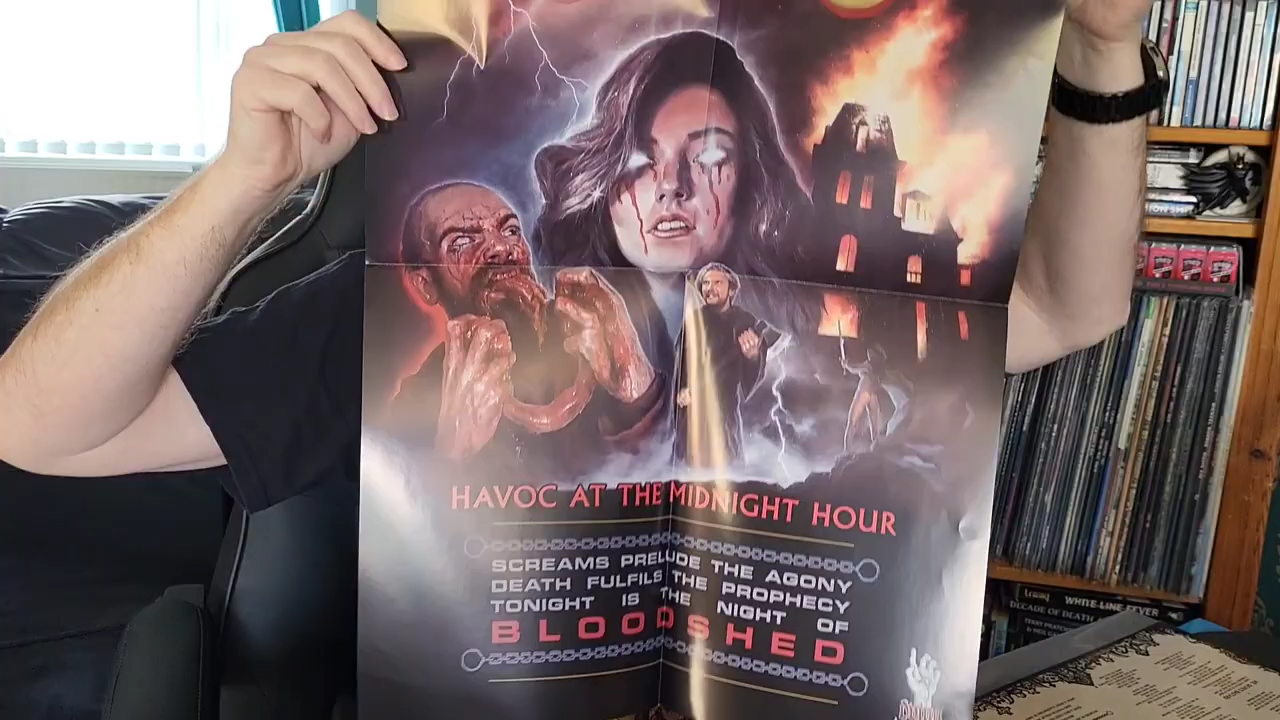 HAVOC AT THE MIDNIGHT HOUR
SCREAMS PRELUDE THE AGONY
DEATH FULFILS THE PROPHECY
TONIGHT IS THE NIGHT OF
BLOODSHED
WHITE LINE FEVER
DECADE OF DEATH